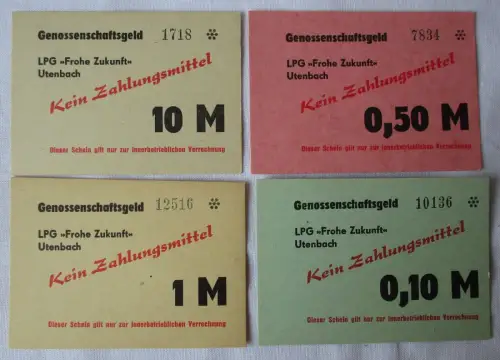 Genossenschaftsgeld 1718
LPG »Frohe Zukunft«
Utenbach
Kein Zahlungsmittel
10 M
Dieser Schein gilt nur zur innerbetrieblichen Verrechnung
Genossenschaftsgeld 7834
LPG »Frohe Zukunft«
Utenbach
Kein Zahlungsmittel
0,50 M
Dieser Schein gilt nur zur innerbetrieblichen Verrechnung
Genossenschaftsgeld 12516
LPG »Frohe Zukunft«
Utenbach
Kein Zahlungsmittel
1 M
Dieser Schein gilt nur zur innerbetrieblichen Verrechnung
Genossenschaftsgeld 10136
LPG »Frohe Zukunft«
Utenbach
Kein Zahlungsmittel
0,10 M
Dieser Schein gilt nur zur innerbetrieblichen Verrechnung